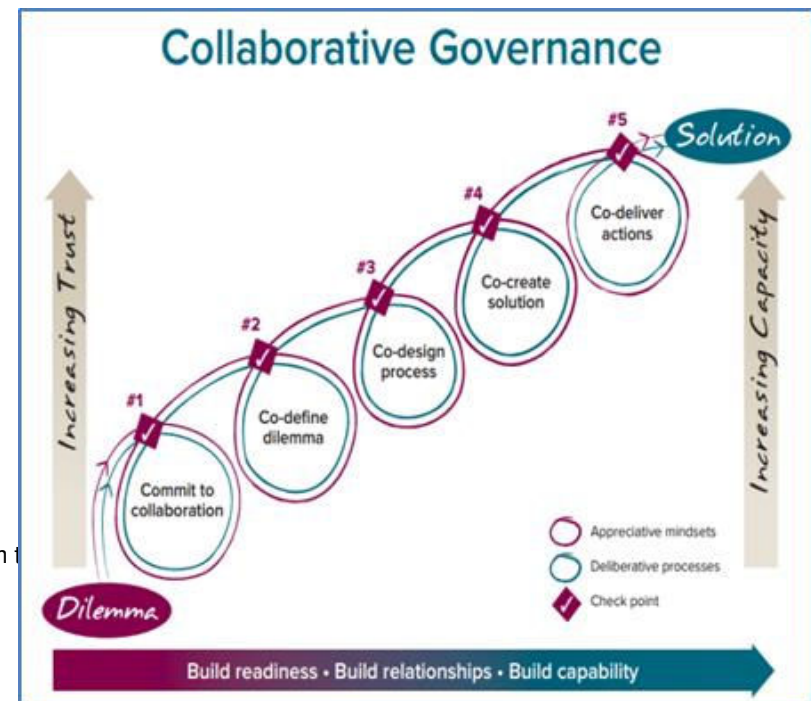 Collaborative Governance
#5
Solution
#4
Co-deliver
actions
Increasing Trust
Increasing Capacity
#3
Co-create
solution
#2
Co-design
process
#1
Co-define
dilemma
Commit to
collaboration
Appreciative mindsets
Deliberative processes
Check point
Dilemma
Build readiness • Build relationships • Build capability